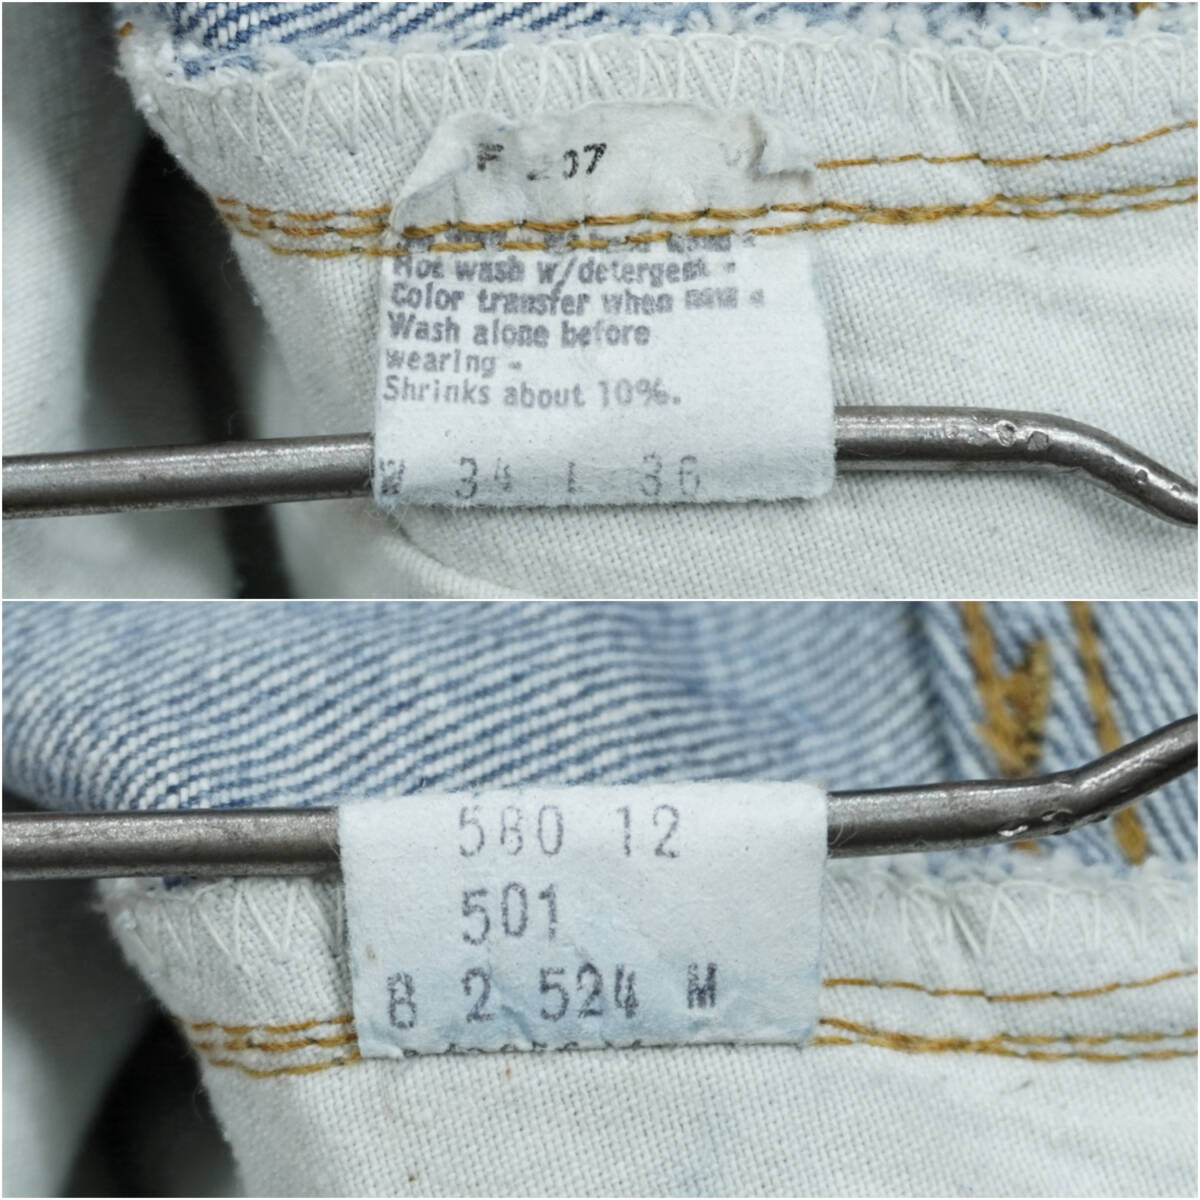 F 207
Hot wash w/detergent -
Color transfer when new -
Wash alone before
wearing -
Shrinks about 10%.
W 34 L 36
580 12
501
B 2 524 M